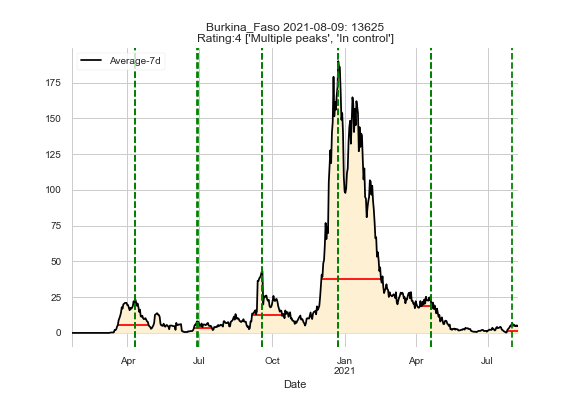 Burkina_Faso 2021-08-09: 13625
Rating:4 ['Multiple peaks', 'In control']
Average-7d
175
150
125
100
75
50
25
0
Apr Jul Oct Jan Apr Jul
2021
Date